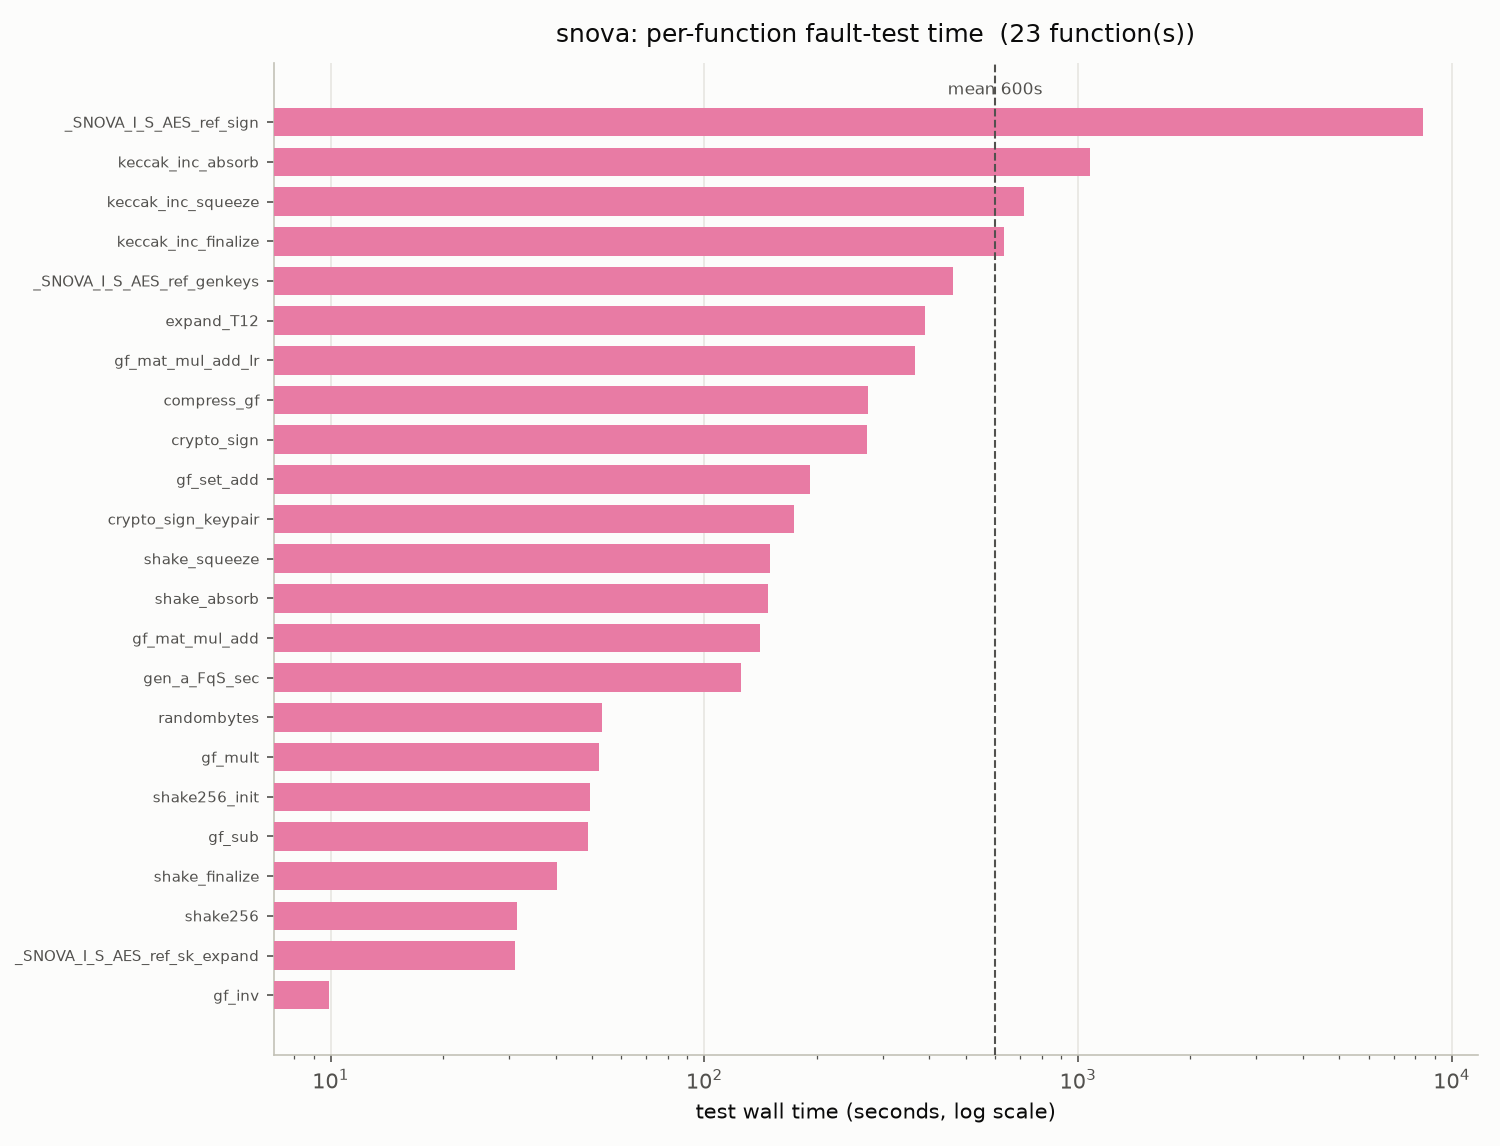 snova: per-function fault-test time  (23 function(s))
mean 600s
_SNOVA_I_S_AES_ref_sign
keccak_inc_absorb
keccak_inc_squeeze
keccak_inc_finalize
_SNOVA_I_S_AES_ref_genkeys
expand_T12
gf_mat_mul_add_lr
compress_gf
crypto_sign
gf_set_add
crypto_sign_keypair
shake_squeeze
shake_absorb
gf_mat_mul_add
gen_a_FqS_sec
randombytes
gf_mult
shake256_init
gf_sub
shake_finalize
shake256
_SNOVA_I_S_AES_ref_sk_expand
gf_inv
10¹ 10² 10³ 10⁴
test wall time (seconds, log scale)